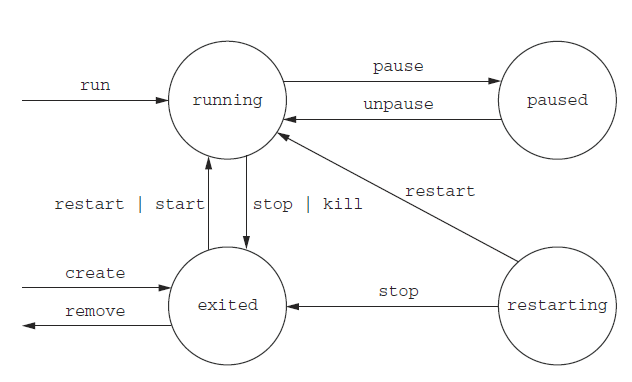 pause
run
running
paused
unpause
restart
restart | start
stop | kill
create
stop
exited
restarting
remove